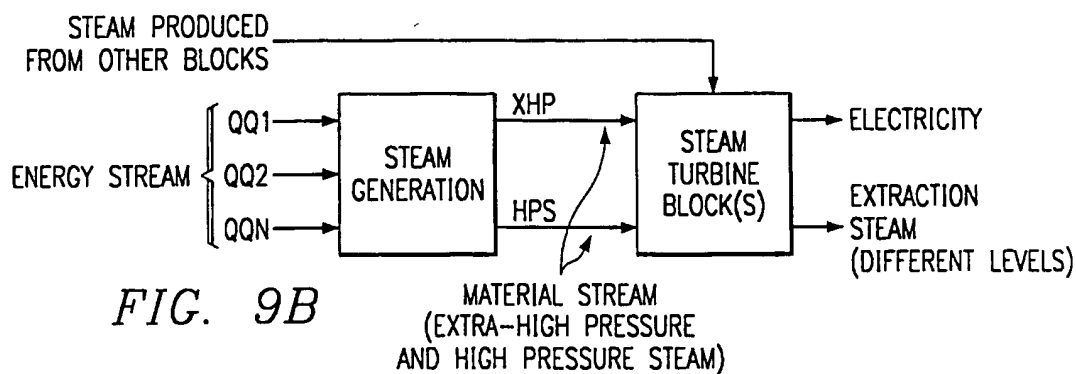 STEAM PRODUCED
FROM OTHER BLOCKS
ENERGY STREAM
QQ1
QQ2
QQN
STEAM
GENERATION
XHP
HPS
STEAM
TURBINE
BLOCK(S)
ELECTRICITY
EXTRACTION
STEAM
(DIFFERENT LEVELS)
MATERIAL STREAM
(EXTRA-HIGH PRESSURE
AND HIGH PRESSURE STEAM)
FIG. 9B